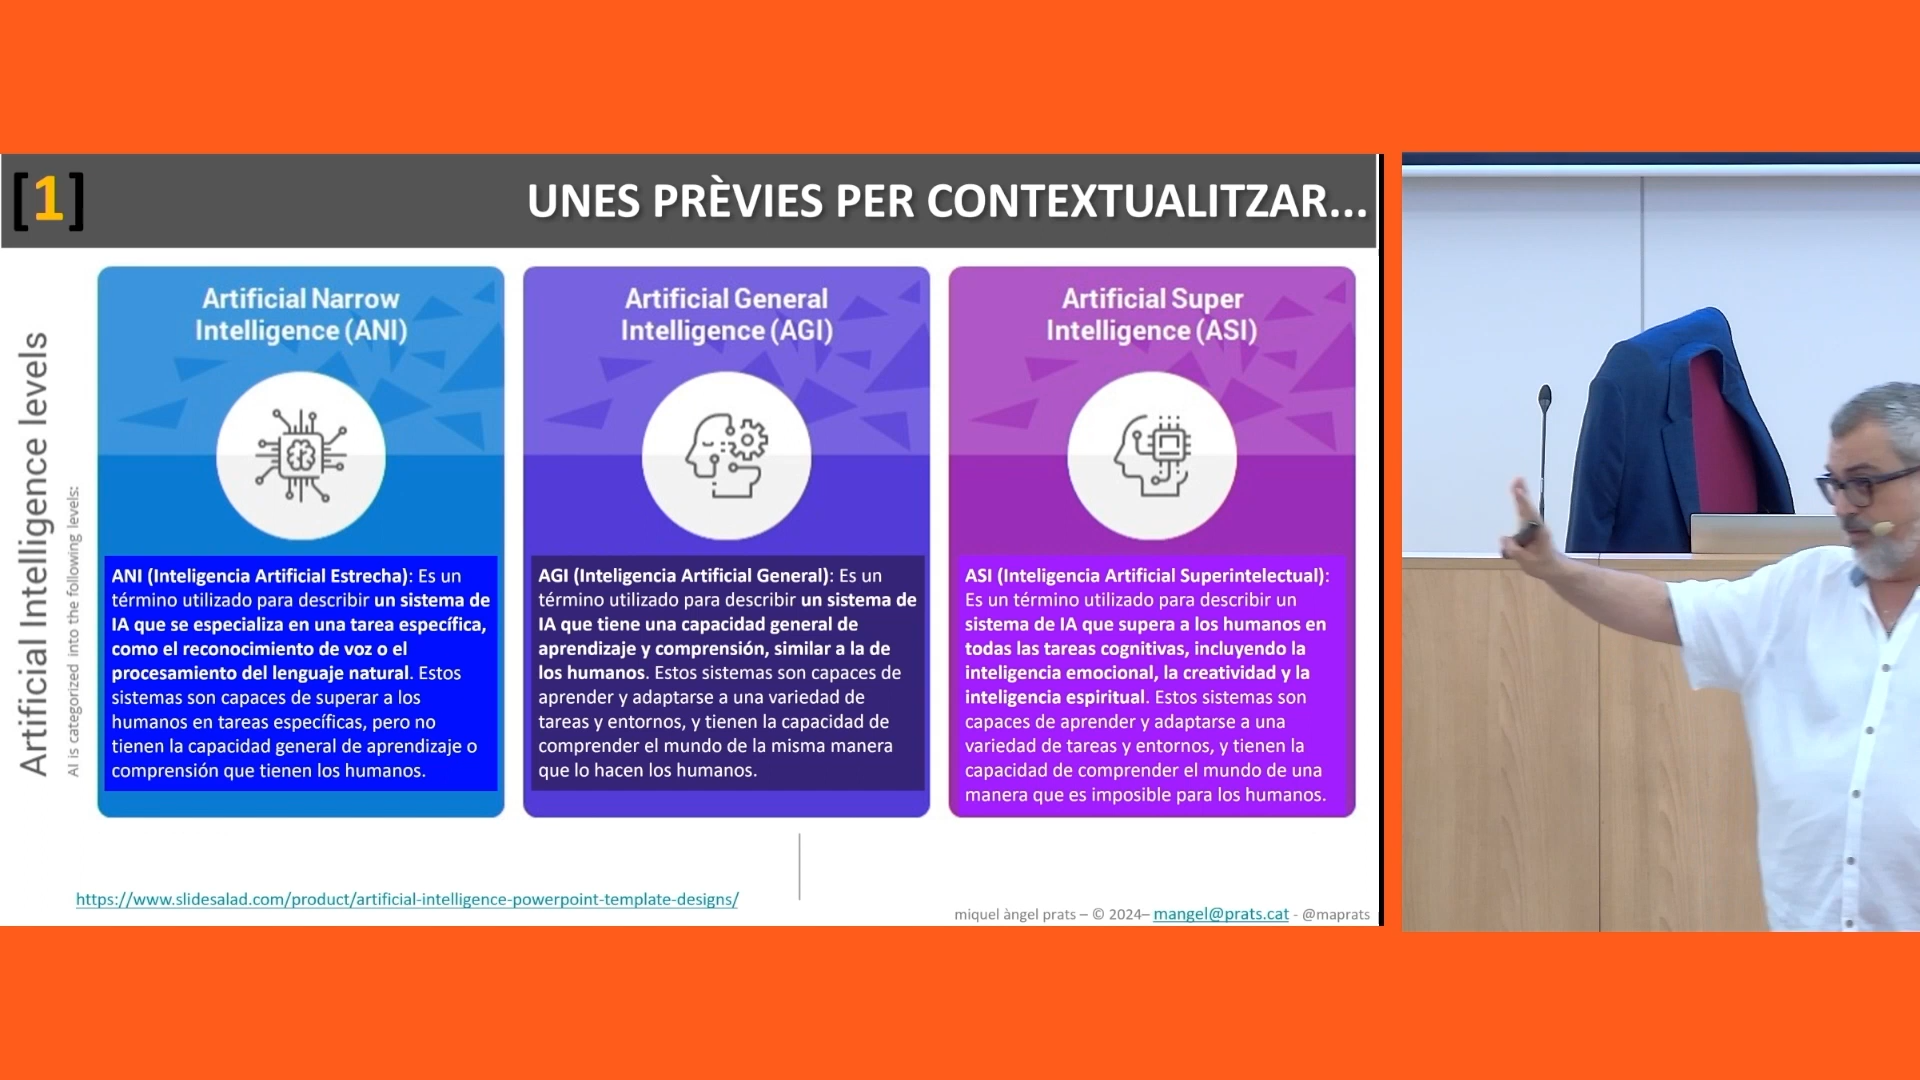 [1]
UNES PRÈVIES PER CONTEXTUALITZAR...
Artificial Intelligence levels
AI is categorized into the following levels:
Artificial Narrow
Intelligence (ANI)
ANI (Inteligencia Artificial Estrecha): Es un
término utilizado para describir un sistema de
IA que se especializa en una tarea específica,
como el reconocimiento de voz o el
procesamiento del lenguaje natural. Estos
sistemas son capaces de superar a los
humanos en tareas específicas, pero no
tienen la capacidad general de aprendizaje o
comprensión que tienen los humanos.
Artificial General
Intelligence (AGI)
AGI (Inteligencia Artificial General): Es un
término utilizado para describir un sistema de
IA que tiene una capacidad general de
aprendizaje y comprensión, similar a la de
los humanos. Estos sistemas son capaces de
aprender y adaptarse a una variedad de
tareas y entornos, y tienen la capacidad de
comprender el mundo de la misma manera
que lo hacen los humanos.
Artificial Super
Intelligence (ASI)
ASI (Inteligencia Artificial Superintelectual):
Es un término utilizado para describir un
sistema de IA que supera a los humanos en
todas las tareas cognitivas, incluyendo la
inteligencia emocional, la creatividad y la
inteligencia espiritual. Estos sistemas son
capaces de aprender y adaptarse a una
variedad de tareas y entornos, y tienen la
capacidad de comprender el mundo de una
manera que es imposible para los humanos.
https://www.slidesalad.com/product/artificial-intelligence-powerpoint-template-designs/
miquel àngel prats – © 2024– mangel@prats.cat - @maprats